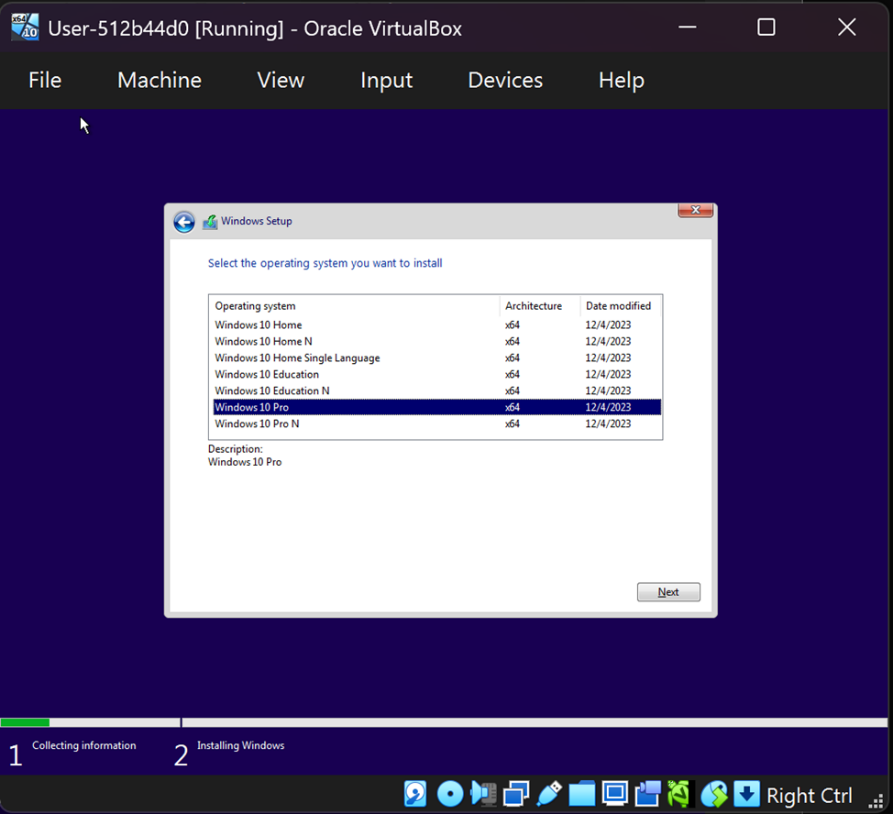 User-512b44d0 [Running] - Oracle VirtualBox
File Machine View Input Devices Help
Windows Setup
Select the operating system you want to install
Operating system Architecture Date modified
Windows 10 Home x64 12/4/2023
Windows 10 Home N x64 12/4/2023
Windows 10 Home Single Language x64 12/4/2023
Windows 10 Education x64 12/4/2023
Windows 10 Education N x64 12/4/2023
Windows 10 Pro x64 12/4/2023
Windows 10 Pro N x64 12/4/2023
Description:
Windows 10 Pro
Next
1 Collecting information 2 Installing Windows
Right Ctrl